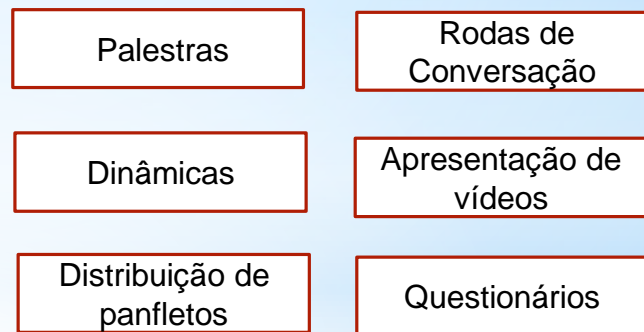 Palestras
Rodas de
Conversação
Dinâmicas
Apresentação de
vídeos
Distribuição de
panfletos
Questionários